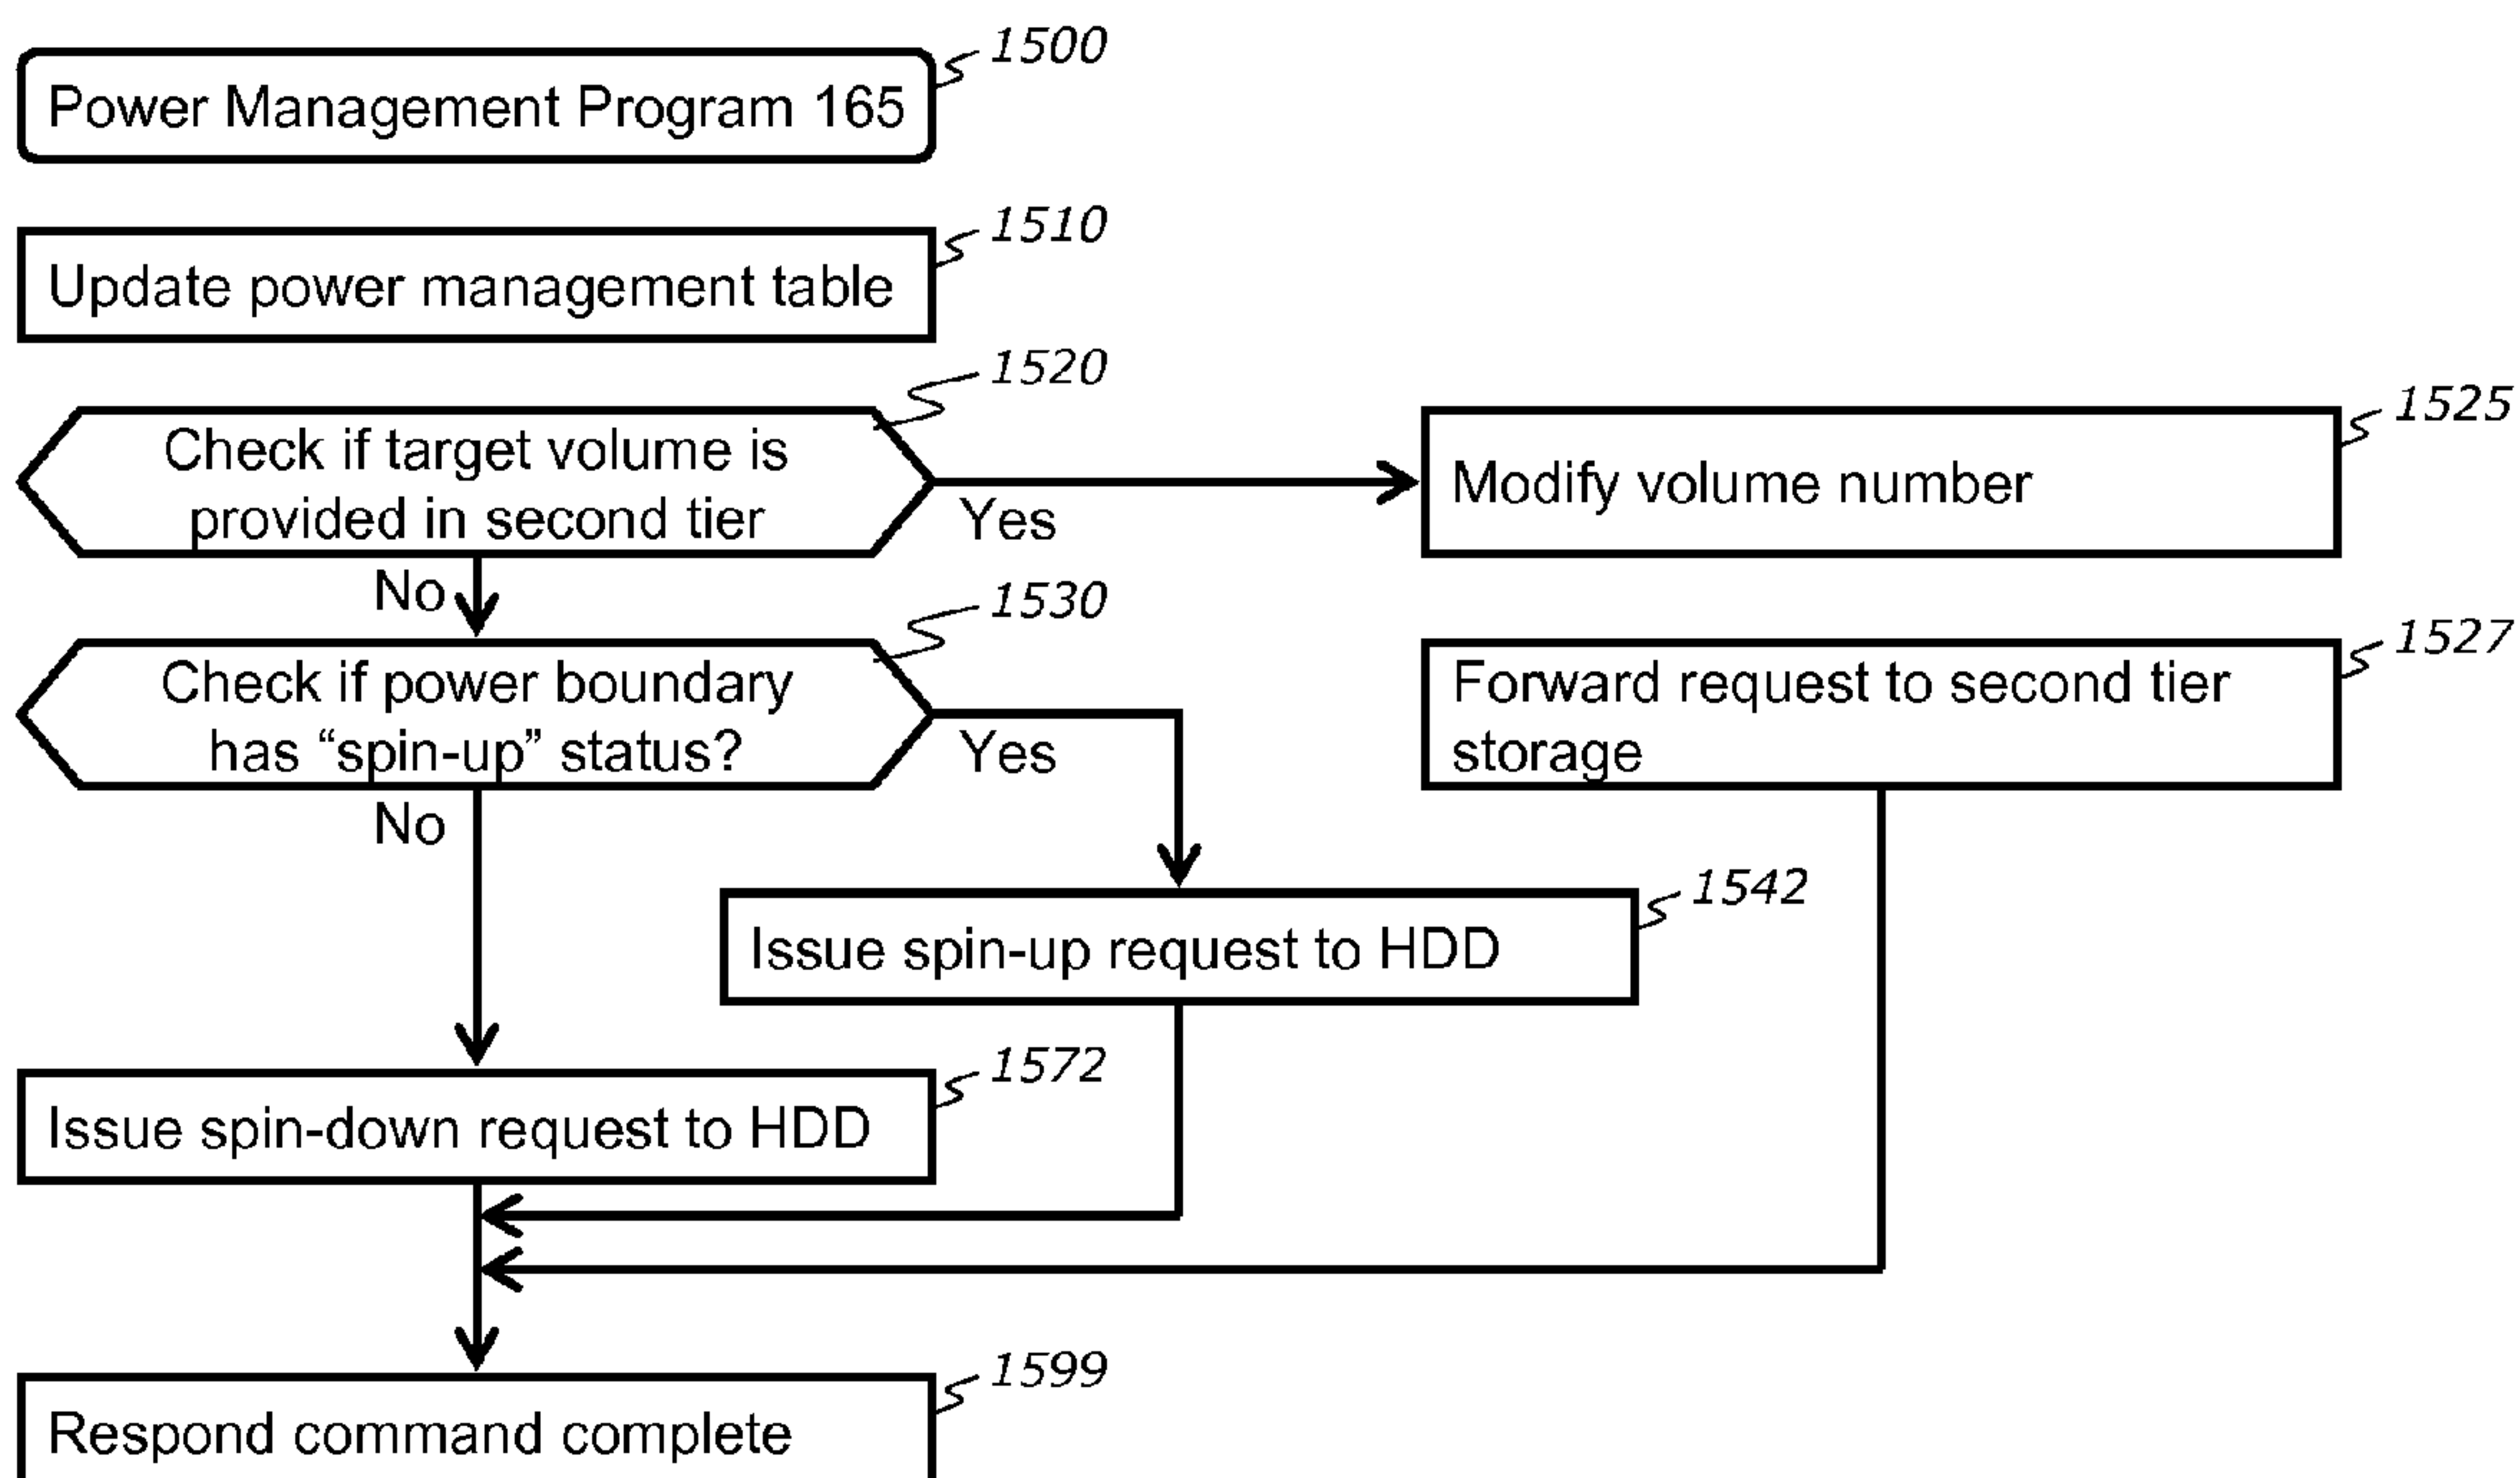 1500
Power Management Program 165
1510
Update power management table
1520
Check if target volume is
provided in second tier
Yes
No
1525
Modify volume number
1530
Check if power boundary
has “spin-up” status?
Yes
No
1527
Forward request to second tier
storage
1542
Issue spin-up request to HDD
1572
Issue spin-down request to HDD
1599
Respond command complete